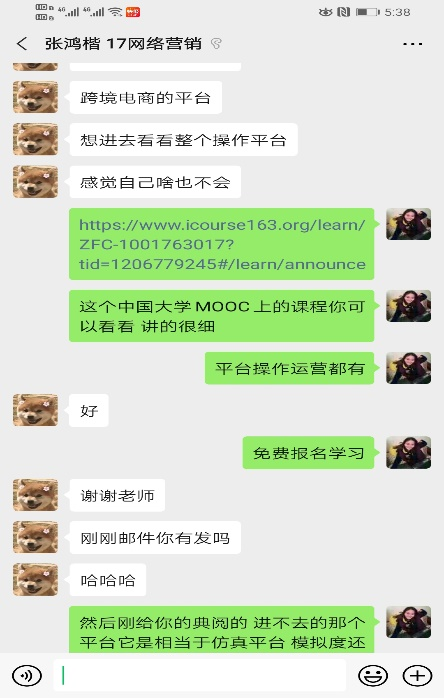 5:38
张鸿楷 17网络营销
跨境电商的平台
想进去看看整个操作平台
感觉自己啥也不会
https://www.icourse163.org/learn/
ZFC-1001763017?
tid=1206779245#/learn/announce
这个中国大学 MOOC 上的课程你可
以看看 讲的很细
平台操作运营都有
好
免费报名学习
谢谢老师
刚刚邮件你有发吗
哈哈哈
然后刚给你的典阅的 进不去的那个
平台它是相当于仿真平台 模拟度还